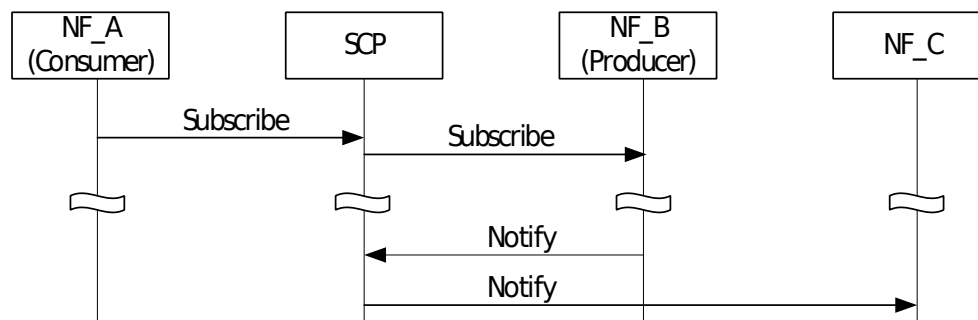 NF_A
(Consumer)
SCP
NF_B
(Producer)
NF_C
Subscribe
Subscribe
Notify
Notify